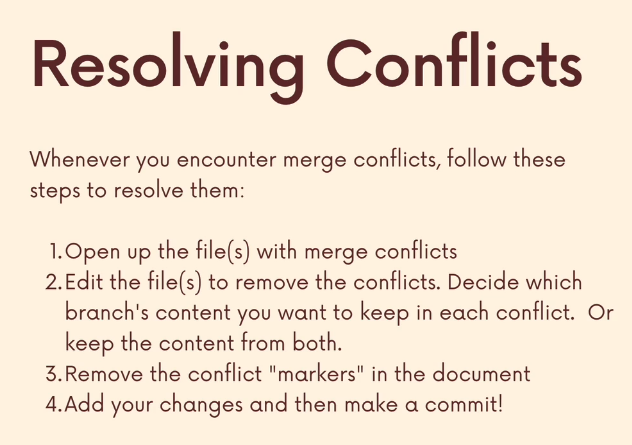 Resolving Conflicts
Whenever you encounter merge conflicts, follow these
steps to resolve them:
1.Open up the file(s) with merge conflicts
2.Edit the file(s) to remove the conflicts. Decide which
branch's content you want to keep in each conflict.  Or
keep the content from both.
3.Remove the conflict "markers" in the document
4.Add your changes and then make a commit!